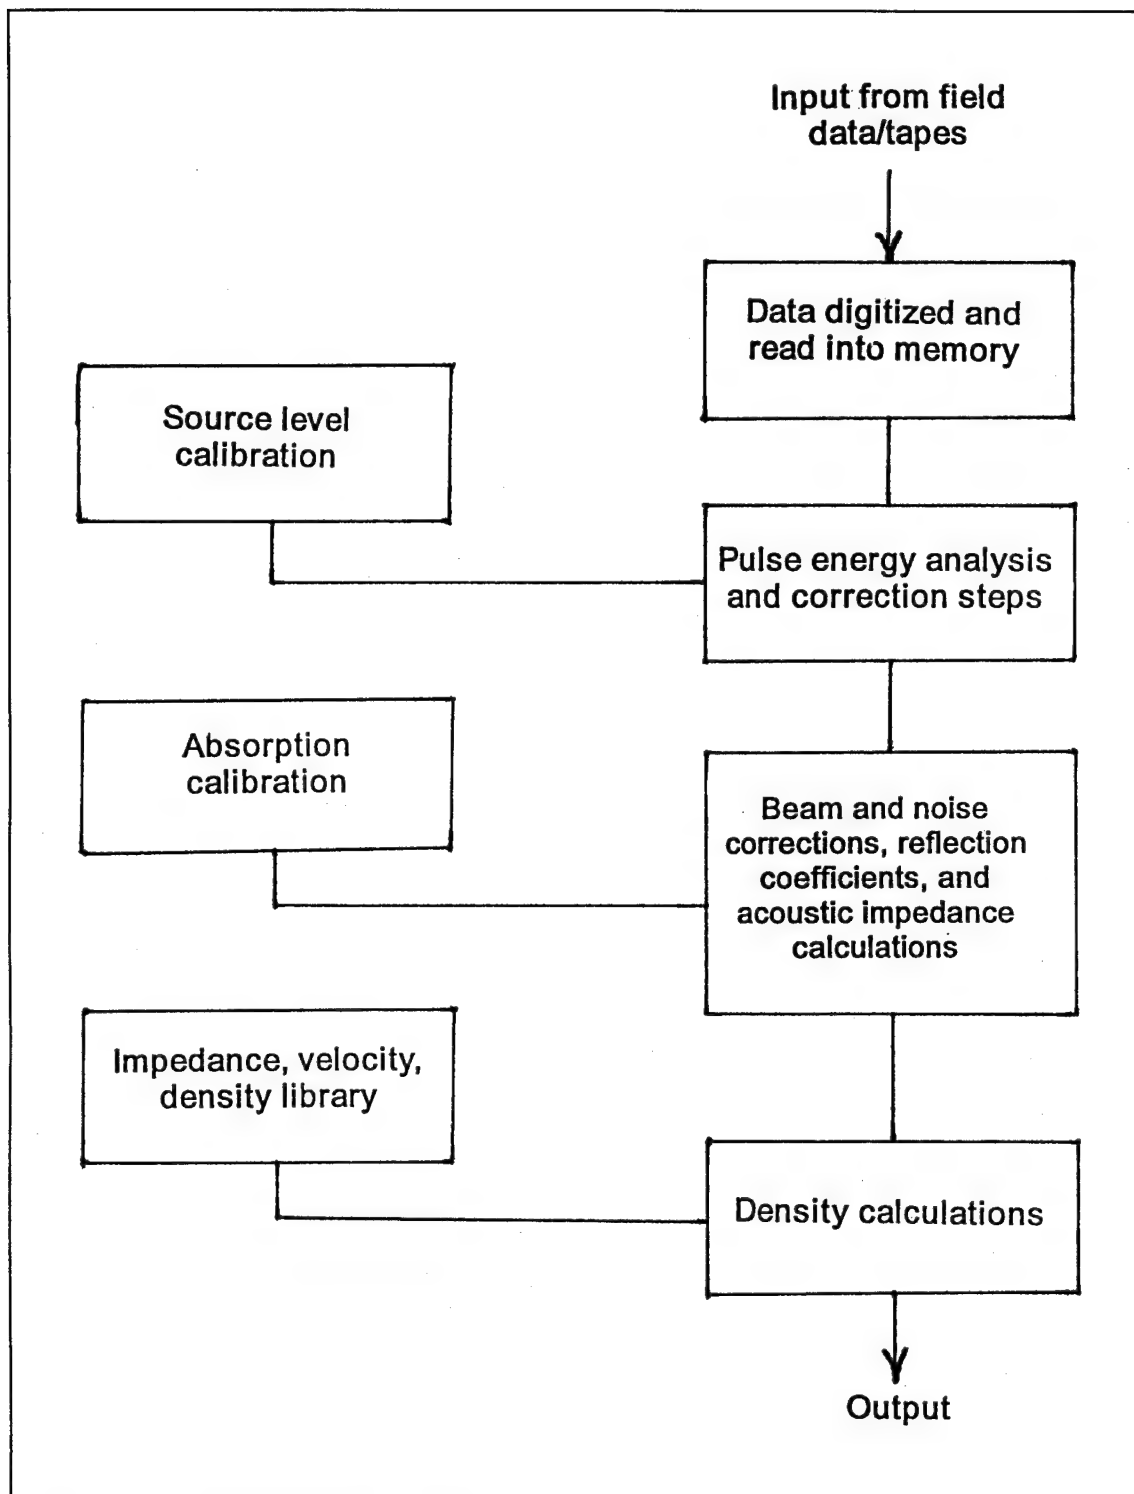 Input from field
data/tapes
Data digitized and
read into memory
Source level
calibration
Pulse energy analysis
and correction steps
Absorption
calibration
Beam and noise
corrections, reflection
coefficients, and
acoustic impedance
calculations
Impedance, velocity,
density library
Density calculations
Output